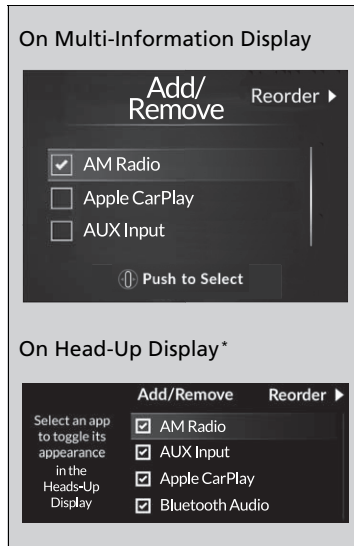 On Multi-Information Display
Add/
Remove
Reorder ▶
AM Radio
Apple CarPlay
AUX Input
Push to Select
On Head-Up Display*
Add/Remove
Reorder ▶
Select an app
to toggle its
appearance
in the
Heads-Up
Display
AM Radio
AUX Input
Apple CarPlay
Bluetooth Audio